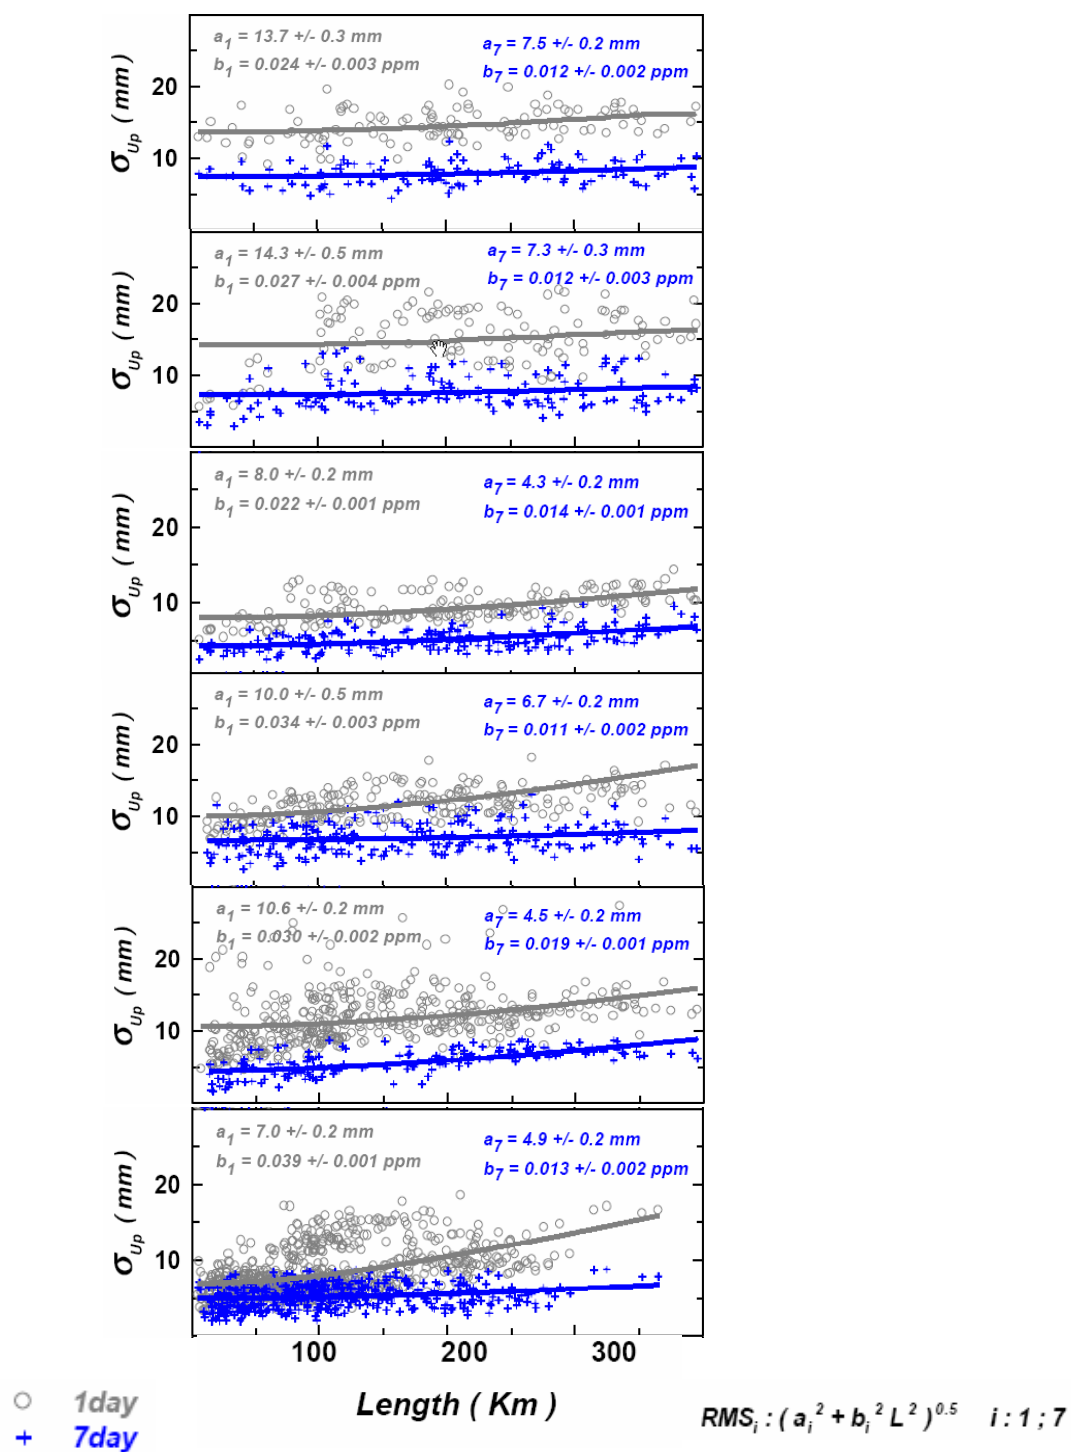 a1 = 13.7 +/- 0.3 mm
b1 = 0.024 +/- 0.003 ppm
a7 = 7.5 +/- 0.2 mm
b7 = 0.012 +/- 0.002 ppm
σUp ( mm )
20
10
a1 = 14.3 +/- 0.5 mm
b1 = 0.027 +/- 0.004 ppm
a7 = 7.3 +/- 0.3 mm
b7 = 0.012 +/- 0.003 ppm
σUp ( mm )
20
10
a1 = 8.0 +/- 0.2 mm
b1 = 0.022 +/- 0.001 ppm
a7 = 4.3 +/- 0.2 mm
b7 = 0.014 +/- 0.001 ppm
σUp ( mm )
20
10
a1 = 10.0 +/- 0.5 mm
b1 = 0.034 +/- 0.003 ppm
a7 = 6.7 +/- 0.2 mm
b7 = 0.011 +/- 0.002 ppm
σUp ( mm )
20
10
a1 = 10.6 +/- 0.2 mm
b1 = 0.030 +/- 0.002 ppm
a7 = 4.5 +/- 0.2 mm
b7 = 0.019 +/- 0.001 ppm
σUp ( mm )
20
10
a1 = 7.0 +/- 0.2 mm
b1 = 0.039 +/- 0.001 ppm
a7 = 4.9 +/- 0.2 mm
b7 = 0.013 +/- 0.002 ppm
σUp ( mm )
20
10
100 200 300
Length ( Km )
1day
7day
RMSi : ( ai² + bi² L² )^0.5 i : 1 ; 7